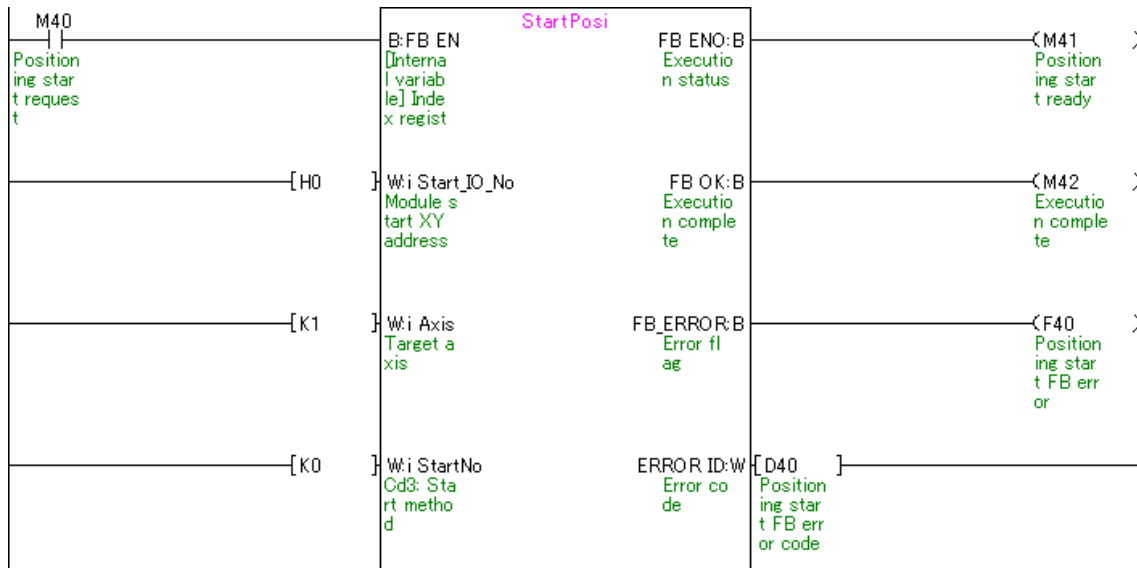 M40
Position
ing star
t reques
t
StartPosi
B:FB EN
[Interna
l variab
le] Inde
x regist
FB ENO:B
Executio
n status
M41
Position
ing star
t ready
[H0 ]
W:i Start_IO_No
Module s
tart XY
address
FB OK:B
Executio
n comple
te
M42
Executio
n comple
te
[K1 ]
W:i Axis
Target a
xis
FB_ERROR:B
Error fl
ag
F40
Position
ing star
t FB err
or
[K0 ]
W:i StartNo
Cd3: Sta
rt metho
d
ERROR ID:W
Error co
de
[D40 ]
Position
ing star
t FB err
or code